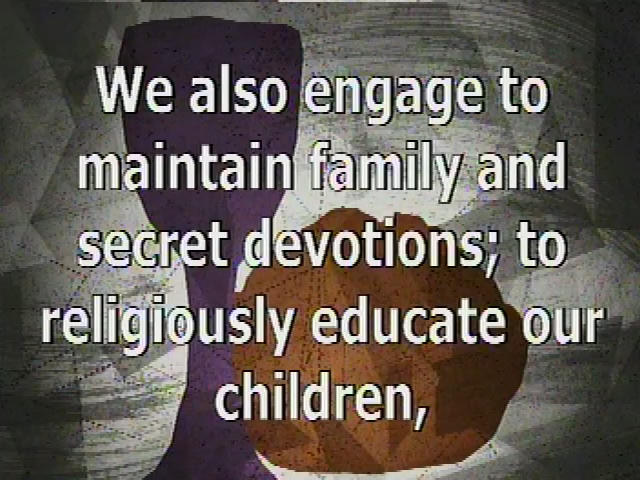 We also engage to
maintain family and
secret devotions; to
religiously educate our
children,